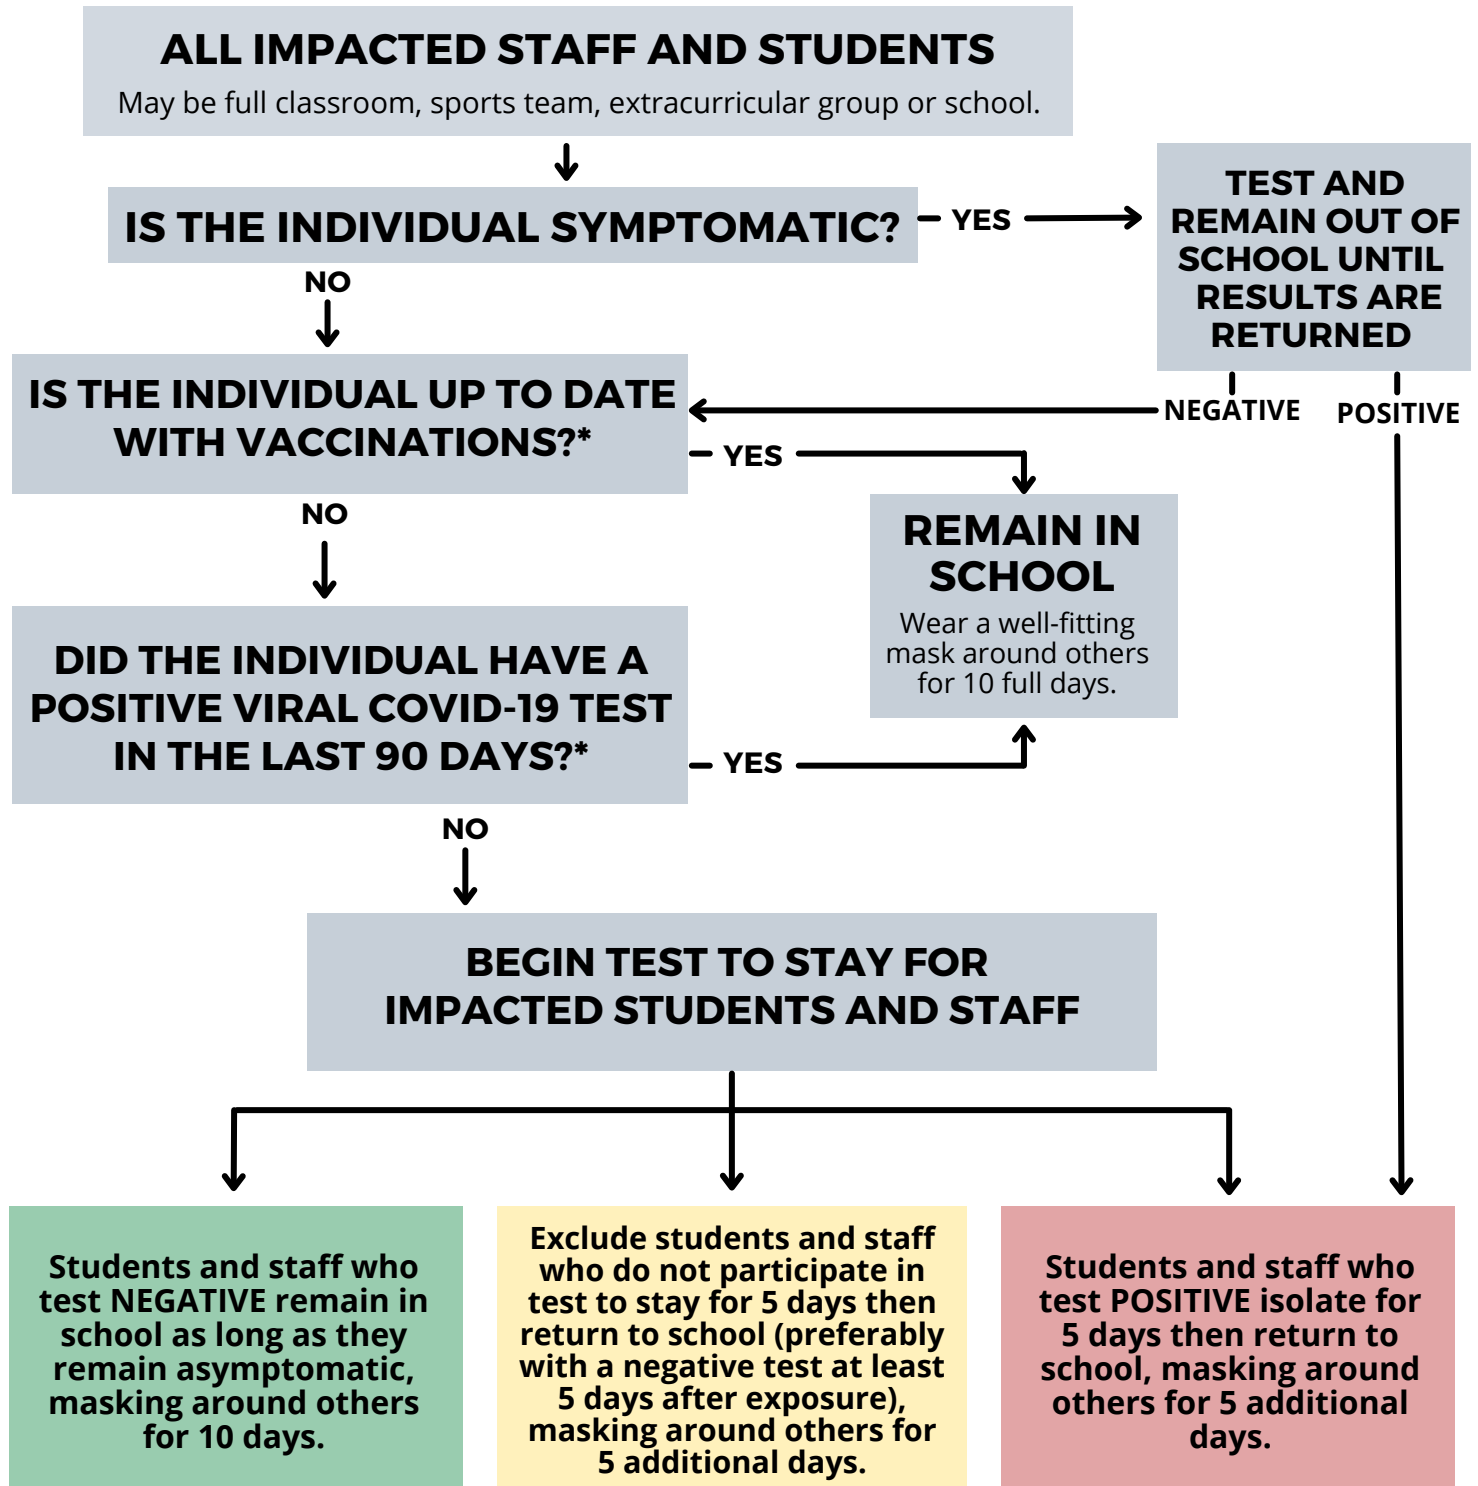 ALL IMPACTED STAFF AND STUDENTS
May be full classroom, sports team, extracurricular group or school.
IS THE INDIVIDUAL SYMPTOMATIC?
YES
TEST AND
REMAIN OUT OF
SCHOOL UNTIL
RESULTS ARE
RETURNED
NO
NEGATIVE
POSITIVE
IS THE INDIVIDUAL UP TO DATE
WITH VACCINATIONS?*
YES
REMAIN IN
SCHOOL
Wear a well-fitting
mask around others
for 10 full days.
NO
DID THE INDIVIDUAL HAVE A
POSITIVE VIRAL COVID-19 TEST
IN THE LAST 90 DAYS?*
YES
NO
BEGIN TEST TO STAY FOR
IMPACTED STUDENTS AND STAFF
Students and staff who
test NEGATIVE remain in
school as long as they
remain asymptomatic,
masking around others
for 10 days.
Exclude students and staff
who do not participate in
test to stay for 5 days then
return to school (preferably
with a negative test at least
5 days after exposure),
masking around others for
5 additional days.
Students and staff who
test POSITIVE isolate for
5 days then return to
school, masking around
others for 5 additional
days.